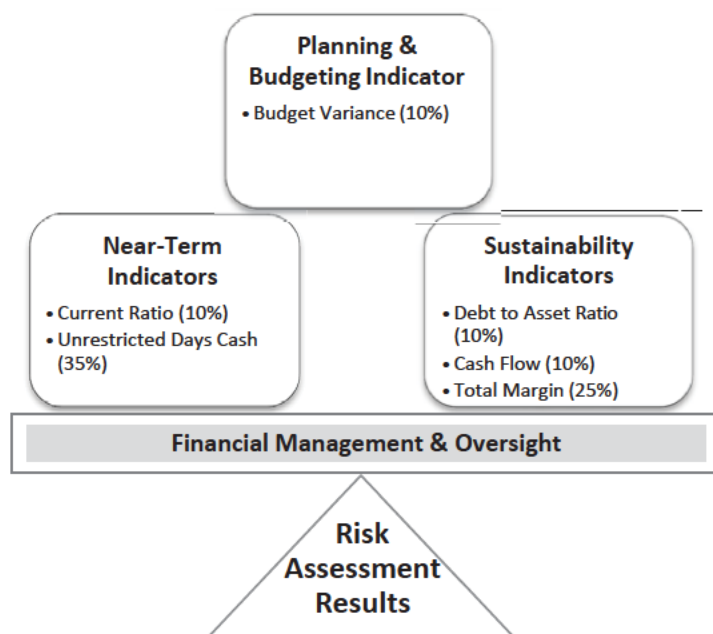 Planning &
Budgeting Indicator
• Budget Variance (10%)
Near-Term
Indicators
• Current Ratio (10%)
• Unrestricted Days Cash
(35%)
Sustainability
Indicators
• Debt to Asset Ratio
(10%)
• Cash Flow (10%)
• Total Margin (25%)
Financial Management & Oversight
Risk
Assessment
Results